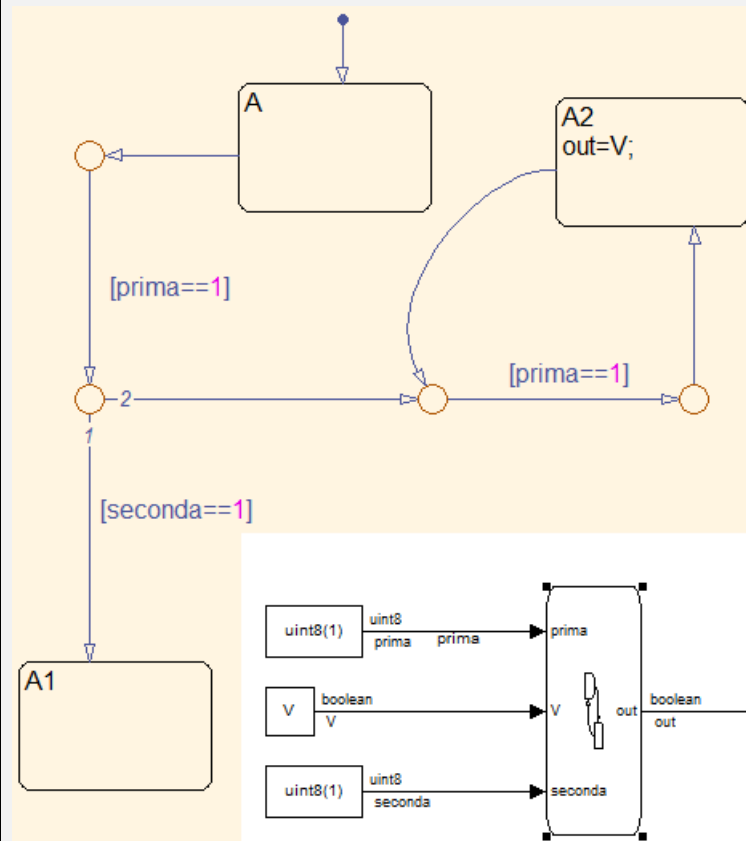 A
A2
out=V;
[prima==1]
[prima==1]
2
1
[seconda==1]
A1
uint8(1)
uint8
prima
prima
prima
V
boolean
V
V
out
boolean
out
uint8(1)
uint8
seconda
seconda